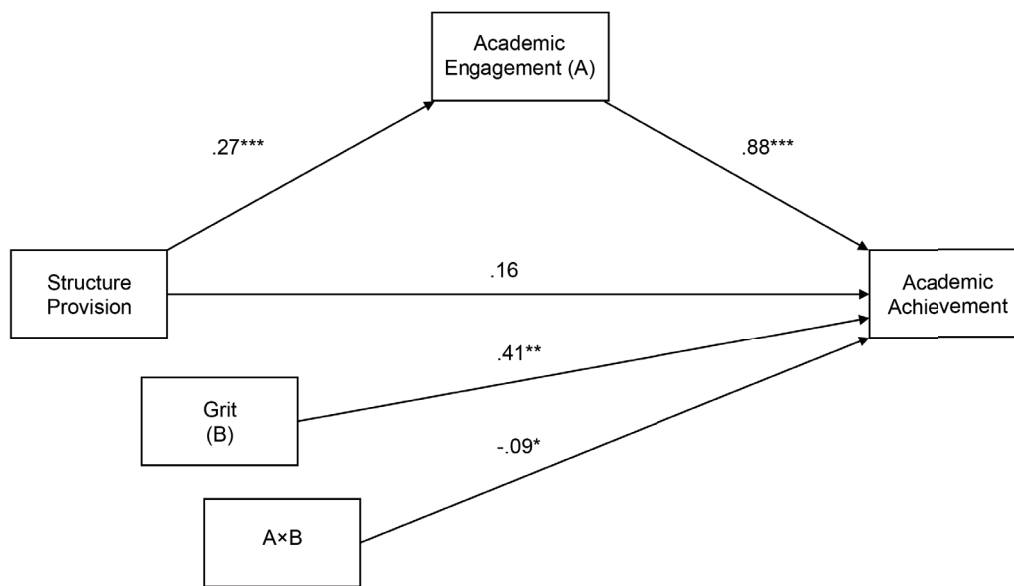 Academic
Engagement (A)
.27***
.88***
Structure
Provision
.16
Academic
Achievement
.41**
Grit
(B)
-.09*
A×B